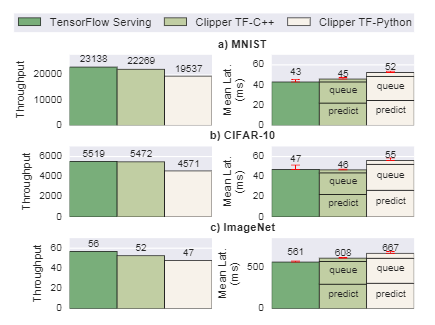 TensorFlow Serving Clipper TF-C++ Clipper TF-Python
a) MNIST
Throughput
20000
10000
0
23138 22269 19537
Mean Lat.
(ms)
60
40
20
0
43 45 52
queue queue
predict predict
b) CIFAR-10
Throughput
6000
4000
2000
0
5519 5472 4571
Mean Lat.
(ms)
60
40
20
0
47 46 55
queue queue
predict predict
c) ImageNet
Throughput
60
40
20
0
56 52 47
Mean Lat.
(ms)
500
0
561 608 667
queue queue
predict predict